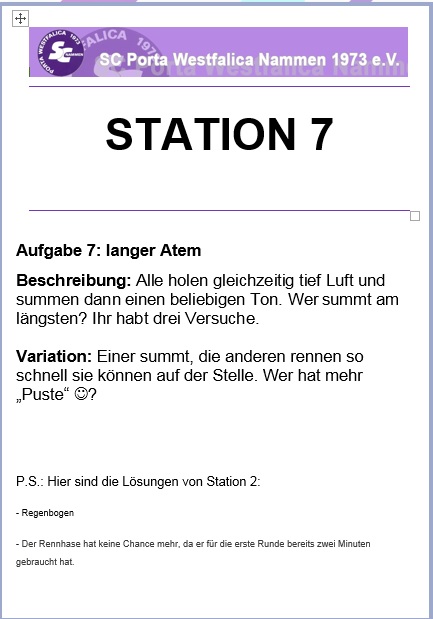 PORTA WESTFALICA
SC
NAMMEN
1973
SC Porta Westfalica Nammen 1973 e.V.
STATION 7
Aufgabe 7: langer Atem
Beschreibung: Alle holen gleichzeitig tief Luft und
summen dann einen beliebigen Ton. Wer summt am
längsten? Ihr habt drei Versuche.
Variation: Einer summt, die anderen rennen so
schnell sie können auf der Stelle. Wer hat mehr
„Puste“ ☺?
P.S.: Hier sind die Lösungen von Station 2:
- Regenbogen
- Der Rennhase hat keine Chance mehr, da er für die erste Runde bereits zwei Minuten
gebraucht hat.